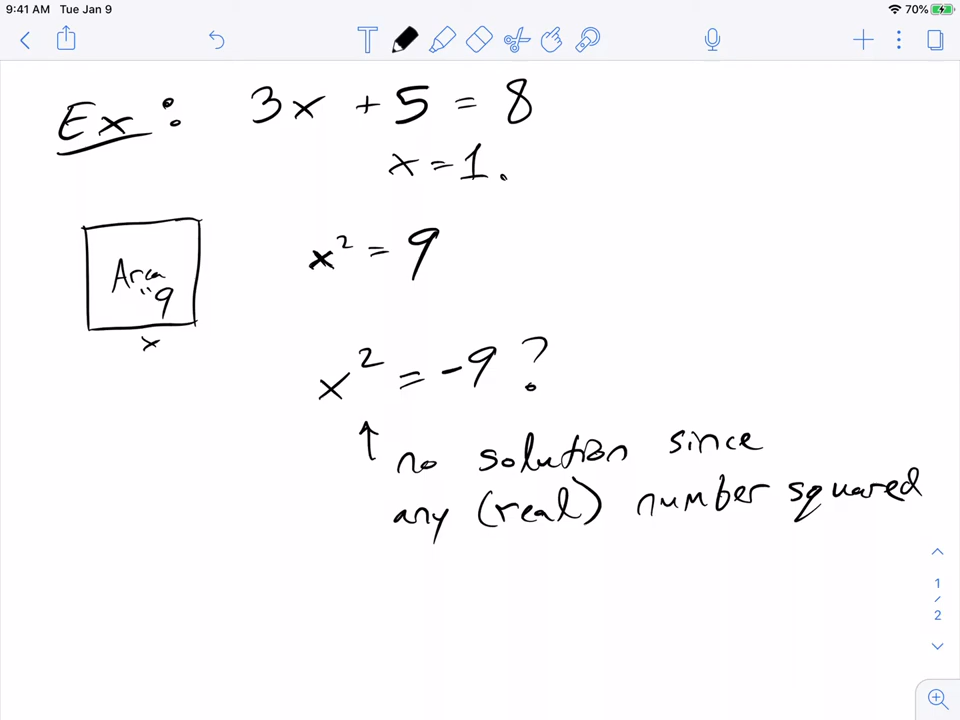 9:41 AM Tue Jan 9
70%
T
Ex: 3x + 5 = 8
x = 1.
x² = 9
Area
" 9
x
x² = -9 ?
↑ no solution since
any (real) number squared
1
/
2